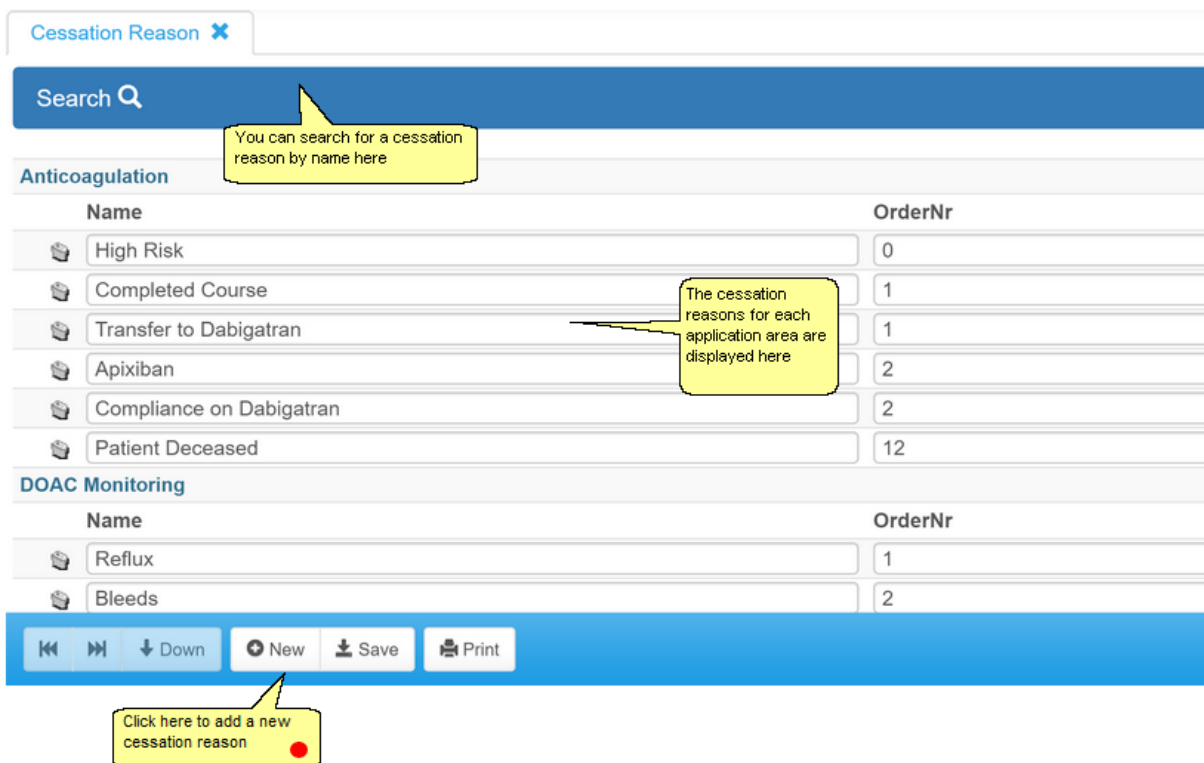 Cessation Reason
Search
You can search for a cessation
reason by name here
Anticoagulation
Name OrderNr
High Risk 0
Completed Course 1
Transfer to Dabigatran 1
Apixiban 2
Compliance on Dabigatran 2
Patient Deceased 12
The cessation
reasons for each
application area are
displayed here
DOAC Monitoring
Name OrderNr
Reflux 1
Bleeds 2
Down New Save Print
Click here to add a new
cessation reason